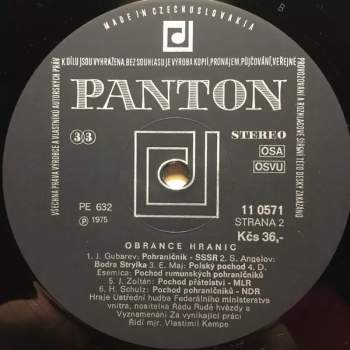 MADE IN CZECHOSLOVAKIA
VŠECHNA PRÁVA VÝROBCE A VLASTNÍKU AUTORSKÝCH PRÁV
K DÍLU JSOU VYHRAŽENA. BEZ SOUHLASU JE VÝROBA KOPIÍ, PRONÁJEM, PŮJČOVÁNÍ, VEŘEJNÉ
PROVOZOVÁNÍ A ROZHLASOVÉ ŠÍŘENÍ TÉTO DESKY ZAKÁZÁNO
PANTON
33
STEREO
OSA
OSVU
PE 632
℗ 1975
11 0571
STRANA 2
Kčs 36,-
OBRANCE HRANIC
1. J. Gubarev: Pohraničník - SSSR 2. S. Angelov:
Bodra Strylka 3. E. Maj: Polský pochod 4. D.
Esemica: Pochod rumunských pohraničníků
5. J. Zoltán: Pochod přátelství - MLR
6. H. Schulz: Pochod pohraničníků - NDR
Hraje Ústřední hudba Federálního ministerstva
vnitra, nositelka Řádu Rudé hvězdy a
Vyznamenání Za vynikající práci
Řídí mjr. Vlastimil Kempe